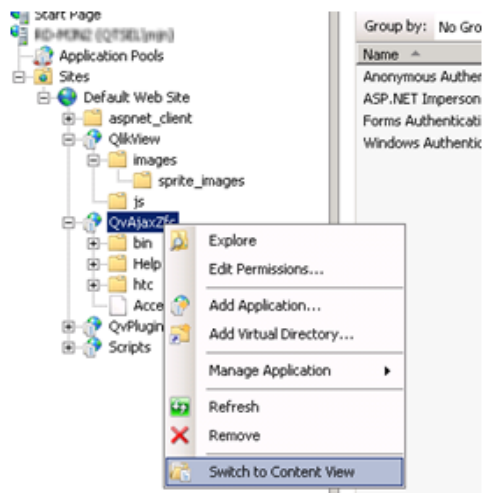 Start Page
Application Pools
Sites
Default Web Site
aspnet_client
QlikView
images
sprite_images
js
QvAjaxZfc
bin
Help
htc
Acce
QvPlugin
Scripts
Explore
Edit Permissions...
Add Application...
Add Virtual Directory...
Manage Application
Refresh
Remove
Switch to Content View
Group by: No Gro
Name
Anonymous Auther
ASP.NET Imperson
Forms Authenticati
Windows Authentic